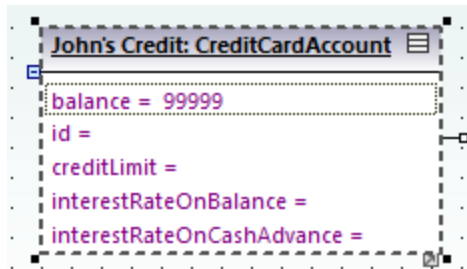 John's Credit: CreditCardAccount
balance = 99999
id =
creditLimit =
interestRateOnBalance =
interestRateOnCashAdvance =